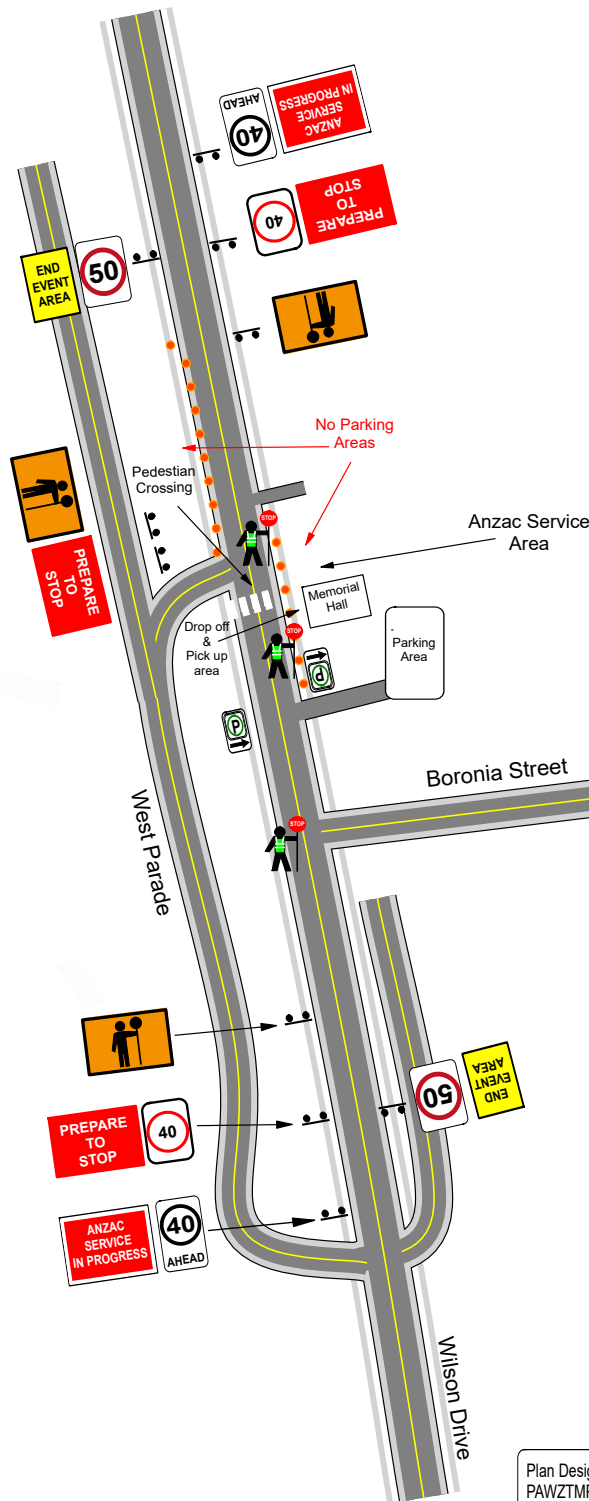 40
AHEAD
ANZAC
SERVICE
IN PROGRESS
40
PREPARE
TO
STOP
END
EVENT
AREA
50
No Parking
Areas
Pedestian
Crossing
PREPARE
TO
STOP
STOP
Anzac Service
Area
Memorial
Hall
Drop off
&
Pick up
area
STOP
Parking
Area
P
P
Boronia Street
West Parade
STOP
50
END
EVENT
AREA
PREPARE
TO
STOP
40
ANZAC
SERVICE
IN PROGRESS
40
AHEAD
Wilson Drive
Plan Desig